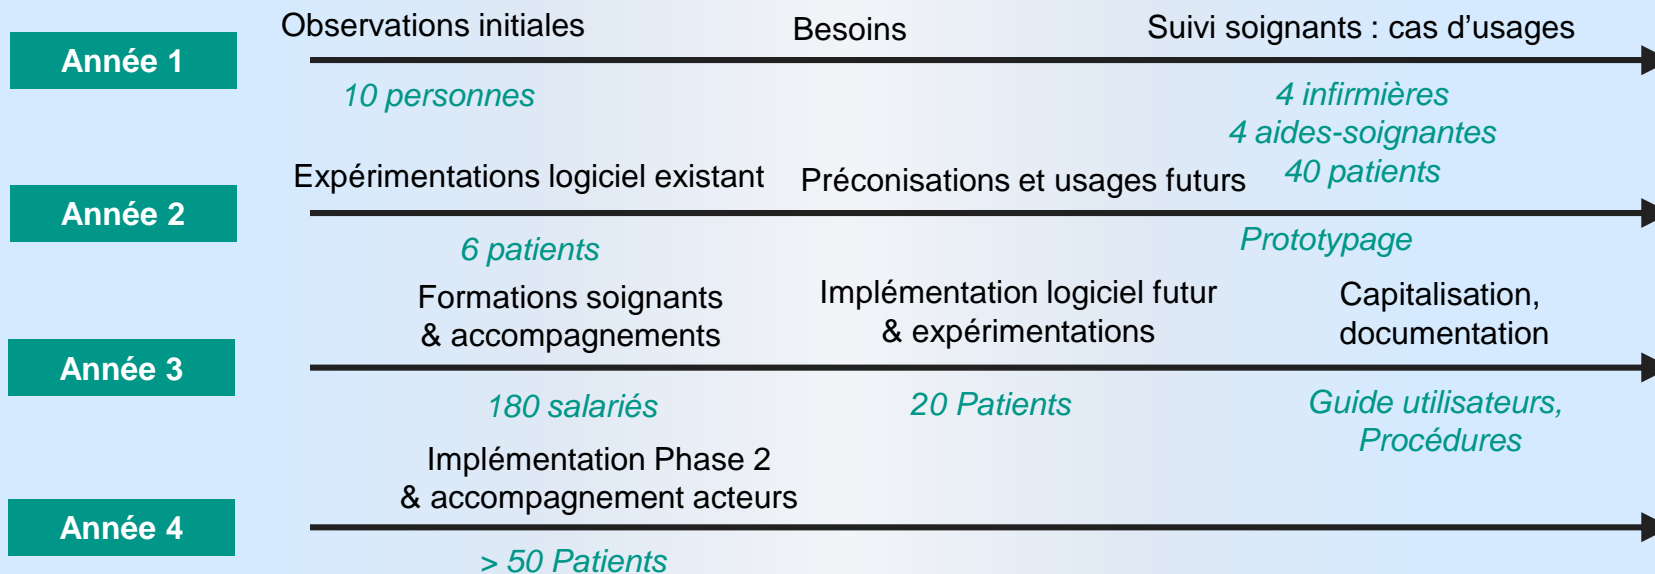 Observations initiales
Besoins
Suivi soignants : cas d'usages
Année 1
10 personnes
4 infirmières
4 aides-soignantes
40 patients
Expérimentations logiciel existant
Préconisations et usages futurs
Année 2
6 patients
Prototypage
Formations soignants
& accompagnements
Implémentation logiciel futur
& expérimentations
Capitalisation,
documentation
Année 3
180 salariés
20 Patients
Guide utilisateurs,
Procédures
Implémentation Phase 2
& accompagnement acteurs
Année 4
> 50 Patients